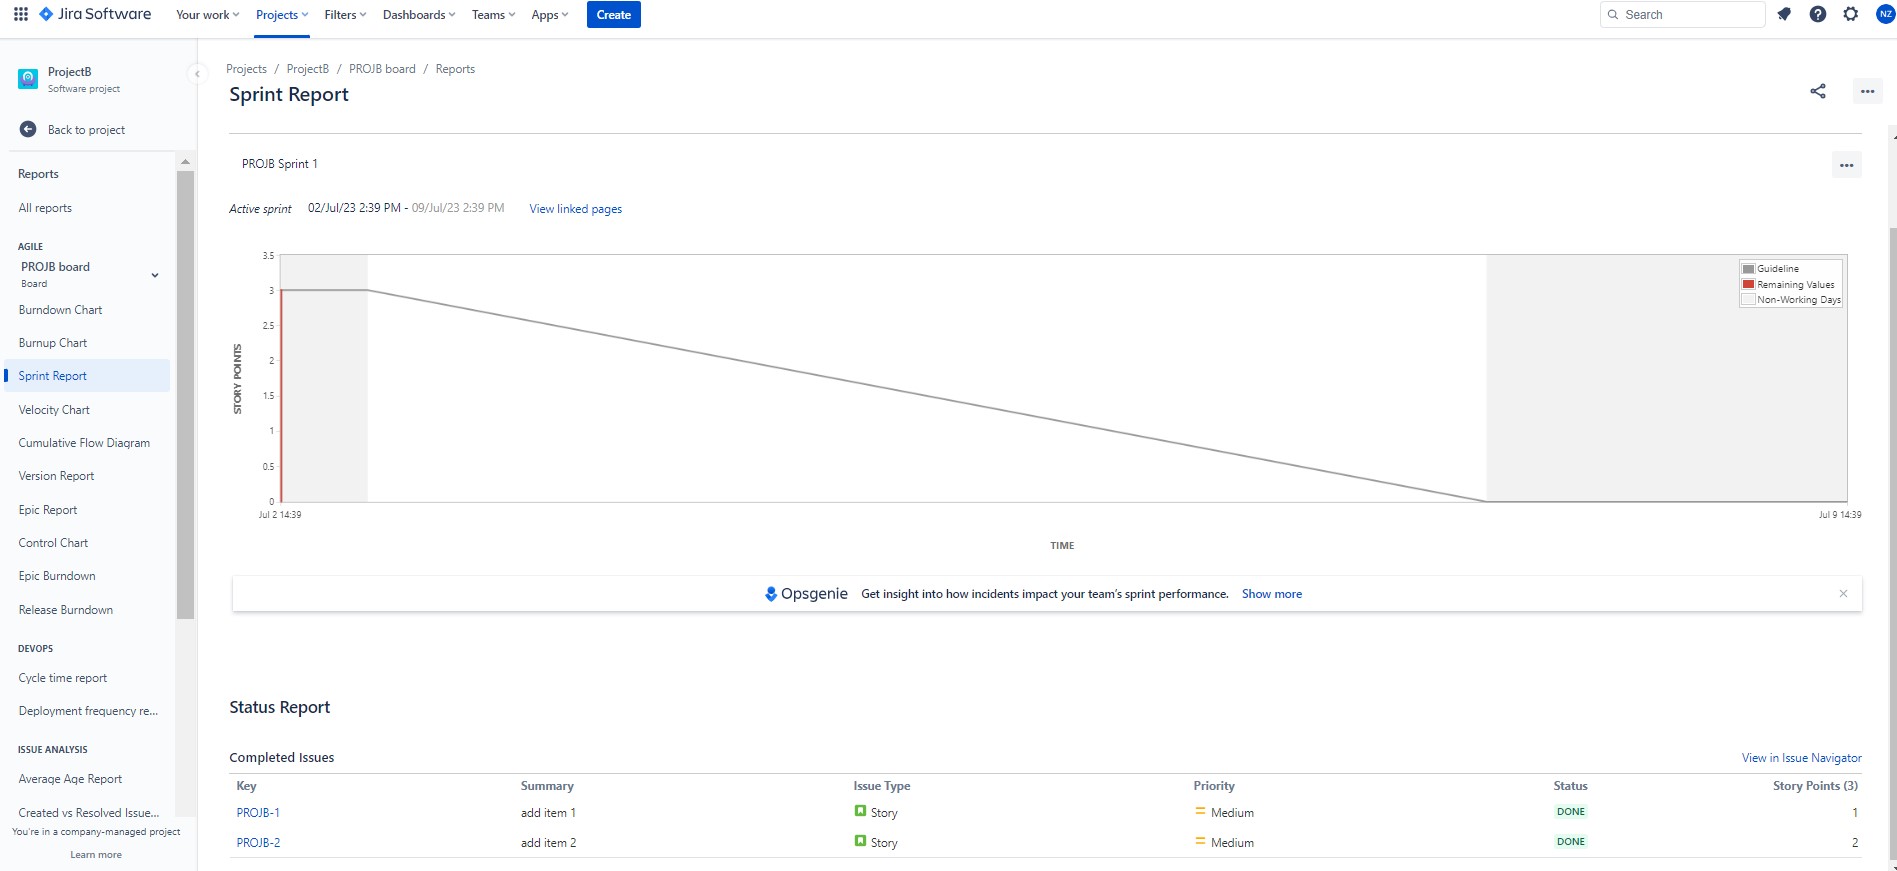 Jira Software Your work Projects Filters Dashboards Teams Apps Create Search NZ
ProjectB
Software project
Back to project
Reports
All reports
AGILE
PROJB board
Board
Burndown Chart
Burnup Chart
Sprint Report
Velocity Chart
Cumulative Flow Diagram
Version Report
Epic Report
Control Chart
Epic Burndown
Release Burndown
DEVOPS
Cycle time report
Deployment frequency re...
ISSUE ANALYSIS
Average Age Report
Created vs Resolved Issue...
You're in a company-managed project
Learn more
Projects / ProjectB / PROJB board / Reports
Sprint Report
PROJB Sprint 1
Active sprint 02/Jul/23 2:39 PM - 09/Jul/23 2:39 PM View linked pages
STORY POINTS
3.5
3
2.5
2
1.5
1
0.5
0
Guideline
Remaining Values
Non-Working Days
Jul 2 14:39 Jul 9 14:39
TIME
Opsgenie Get insight into how incidents impact your team's sprint performance. Show more
Status Report
Completed Issues View in Issue Navigator
Key Summary Issue Type Priority Status Story Points (3)
PROJB-1 add item 1 Story Medium DONE 1
PROJB-2 add item 2 Story Medium DONE 2